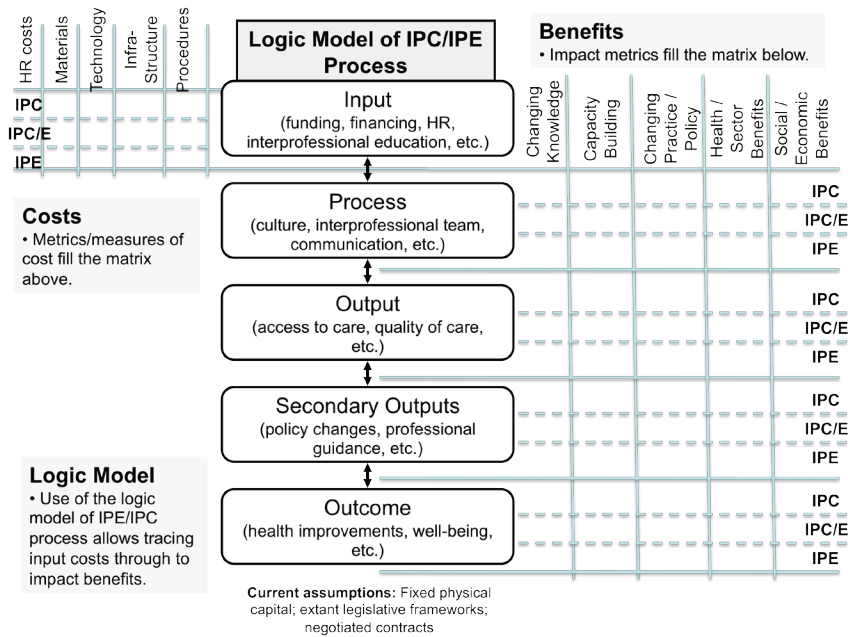 HR costs
Materials
Technology
Infra-
Structure
Procedures
IPC
IPC/E
IPE
Costs
• Metrics/measures of
cost fill the matrix
above.
Logic Model
• Use of the logic
model of IPE/IPC
process allows tracing
input costs through to
impact benefits.
Logic Model of IPC/IPE
Process
Input
(funding, financing, HR,
interprofessional education, etc.)
Process
(culture, interprofessional team,
communication, etc.)
Output
(access to care, quality of care,
etc.)
Secondary Outputs
(policy changes, professional
guidance, etc.)
Outcome
(health improvements, well-being,
etc.)
Current assumptions: Fixed physical
capital; extant legislative frameworks;
negotiated contracts
Benefits
• Impact metrics fill the matrix below.
Changing
Knowledge
Capacity
Building
Changing
Practice /
Policy
Health /
Sector
Benefits
Social /
Economic
Benefits
IPC
IPC/E
IPE
IPC
IPC/E
IPE
IPC
IPC/E
IPE
IPC
IPC/E
IPE